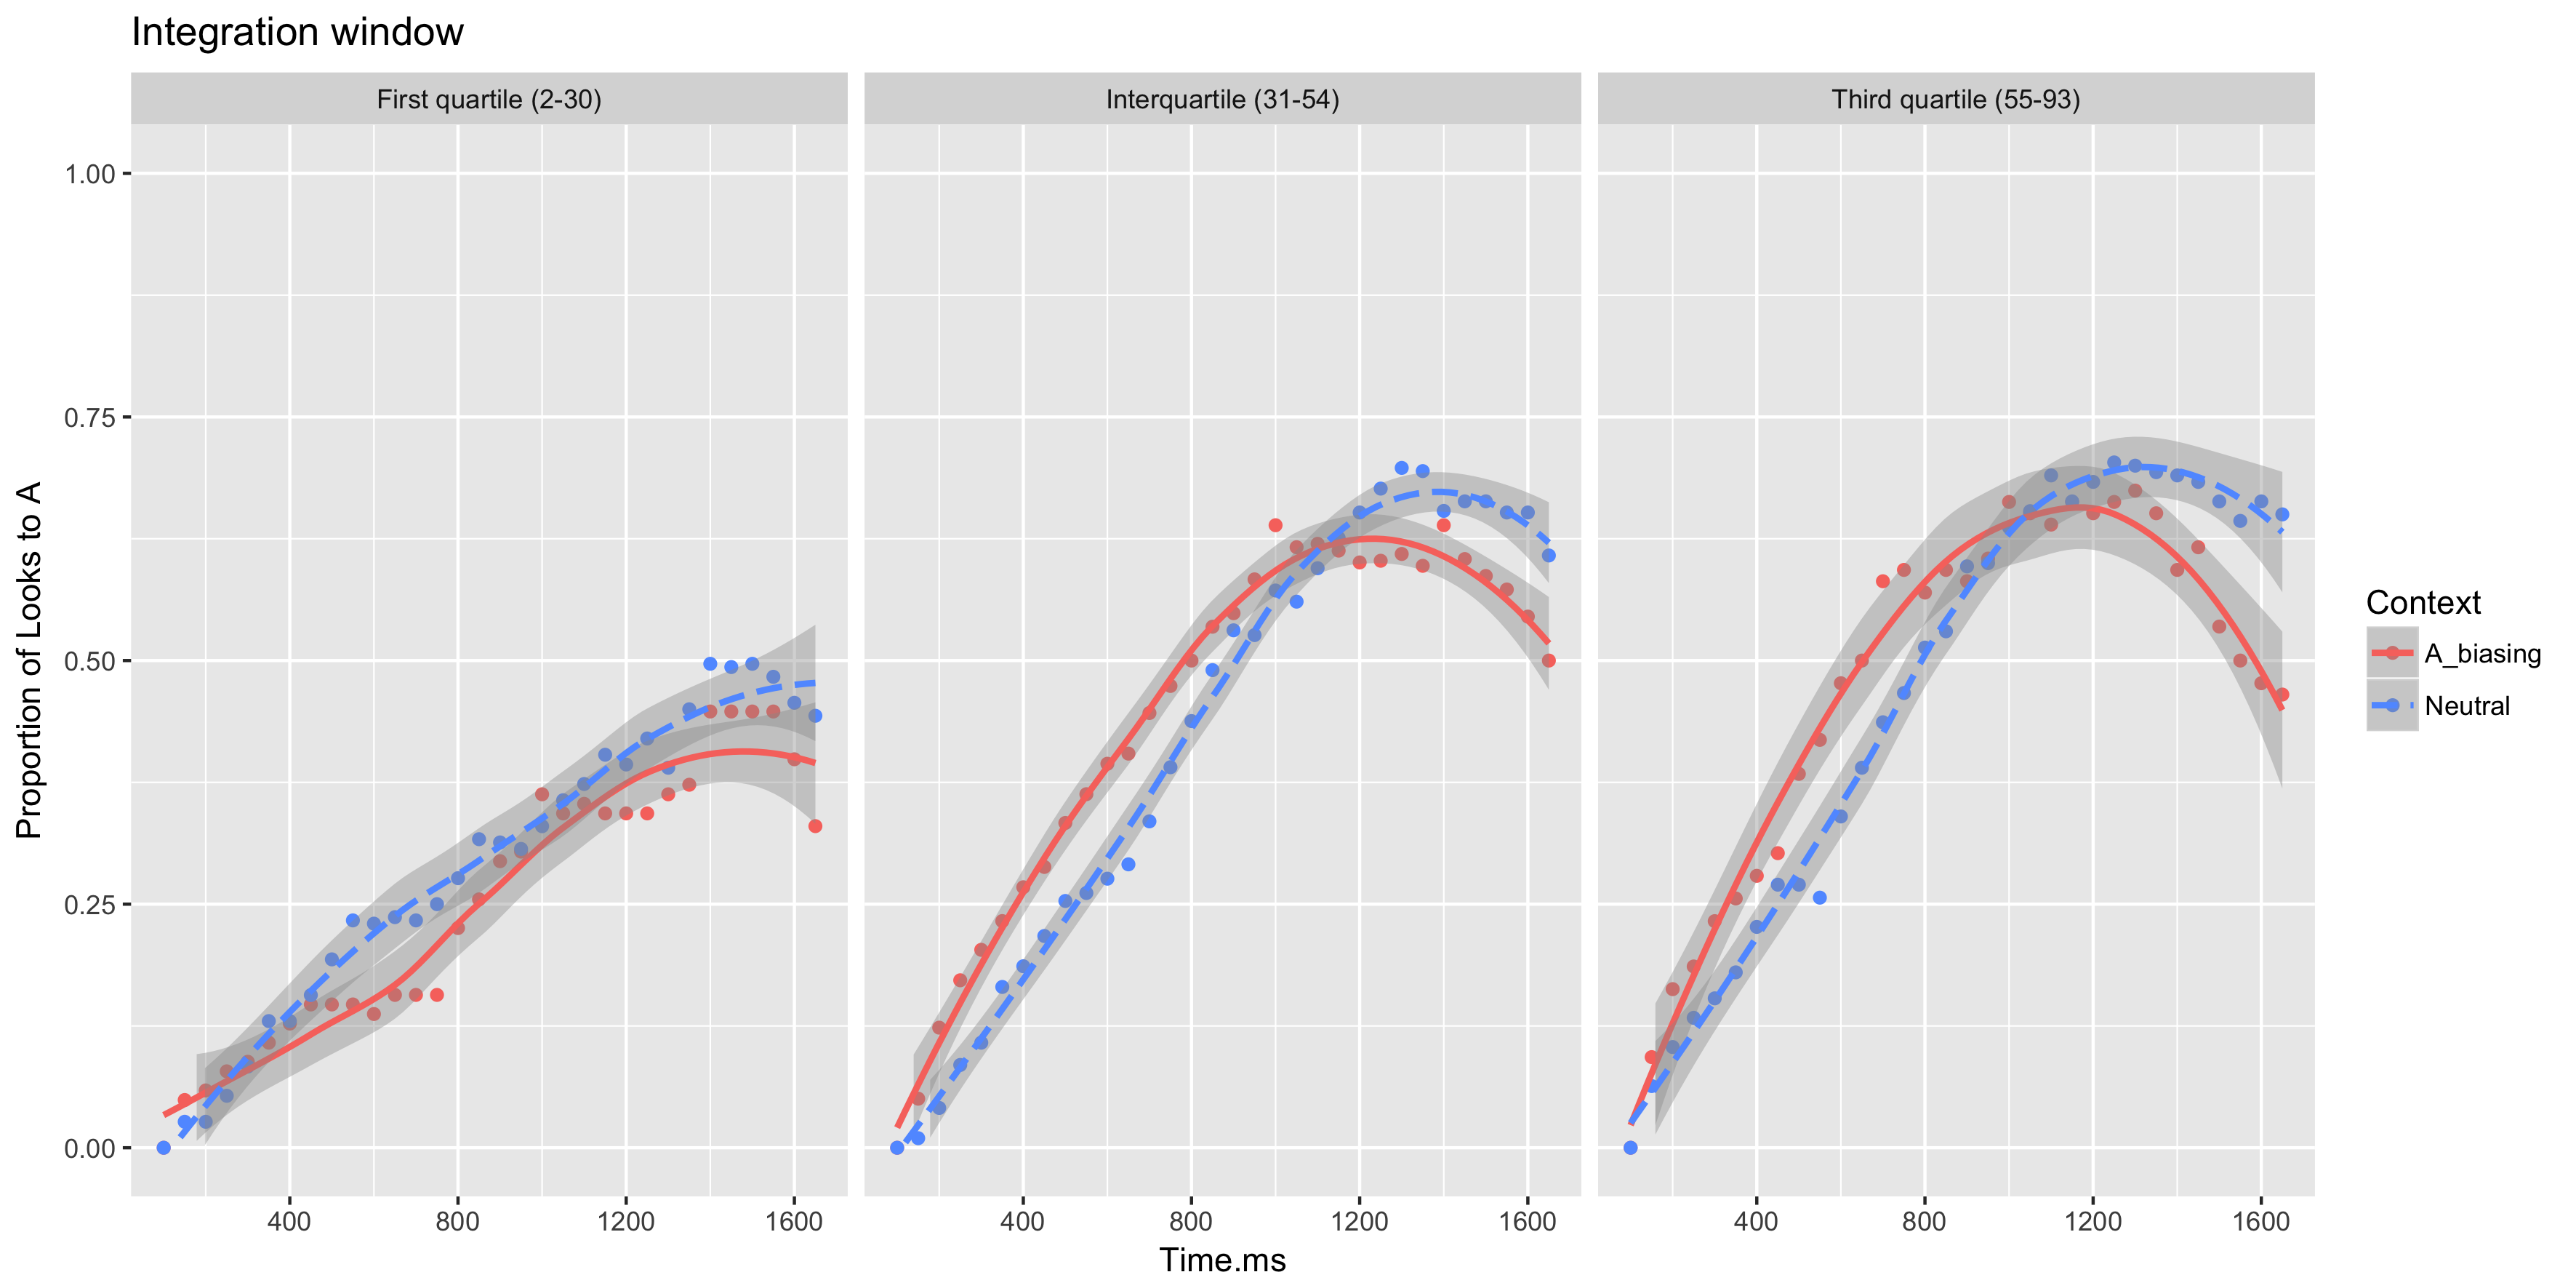 Integration window
First quartile (2-30)
Interquartile (31-54)
Third quartile (55-93)
Proportion of Looks to A
1.00
0.75
0.50
0.25
0.00
400 800 1200 1600
400 800 1200 1600
400 800 1200 1600
Time.ms
Context
A_biasing
Neutral